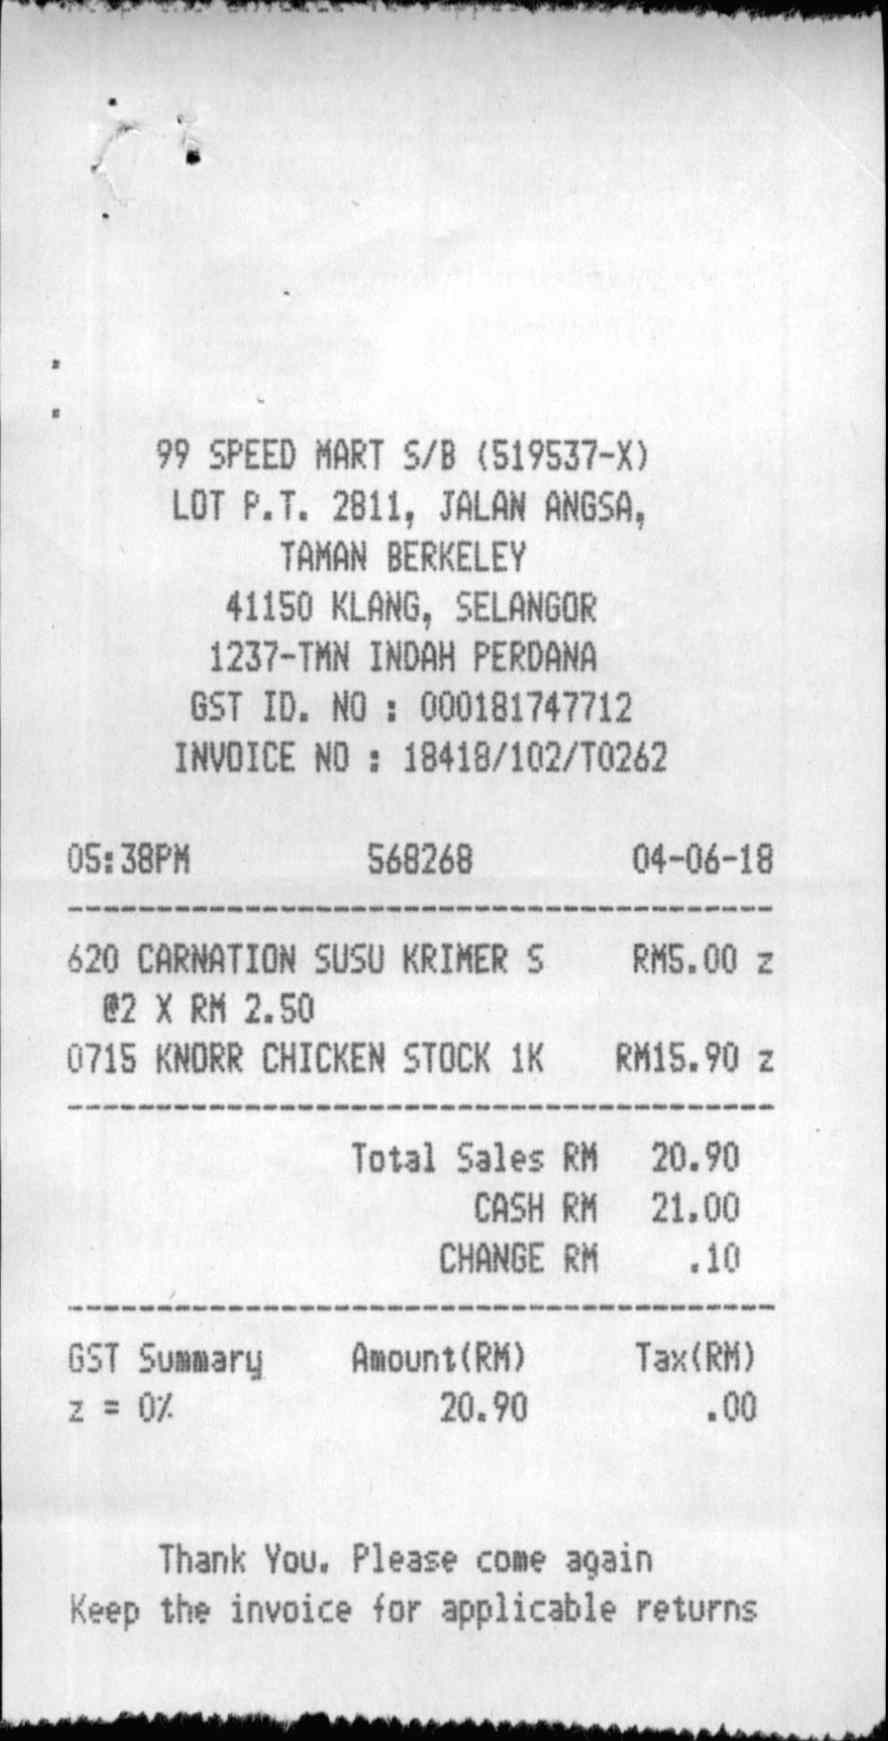 99 SPEED MART S/B (519537-X)
LOT P.T. 2811, JALAN ANGSA,
TAMAN BERKELEY
41150 KLANG, SELANGOR
1237-TMN INDAH PERDANA
GST ID. NO : 000181747712
INVOICE NO : 18418/102/T0262
05:38PM 568268 04-06-18
620 CARNATION SUSU KRIMER S RM5.00 z
@2 X RM 2.50
0715 KNORR CHICKEN STOCK 1K RM15.90 z
Total Sales RM 20.90
CASH RM 21.00
CHANGE RM .10
GST Summary Amount(RM) Tax(RM)
z = 0% 20.90 .00
Thank You. Please come again
Keep the invoice for applicable returns